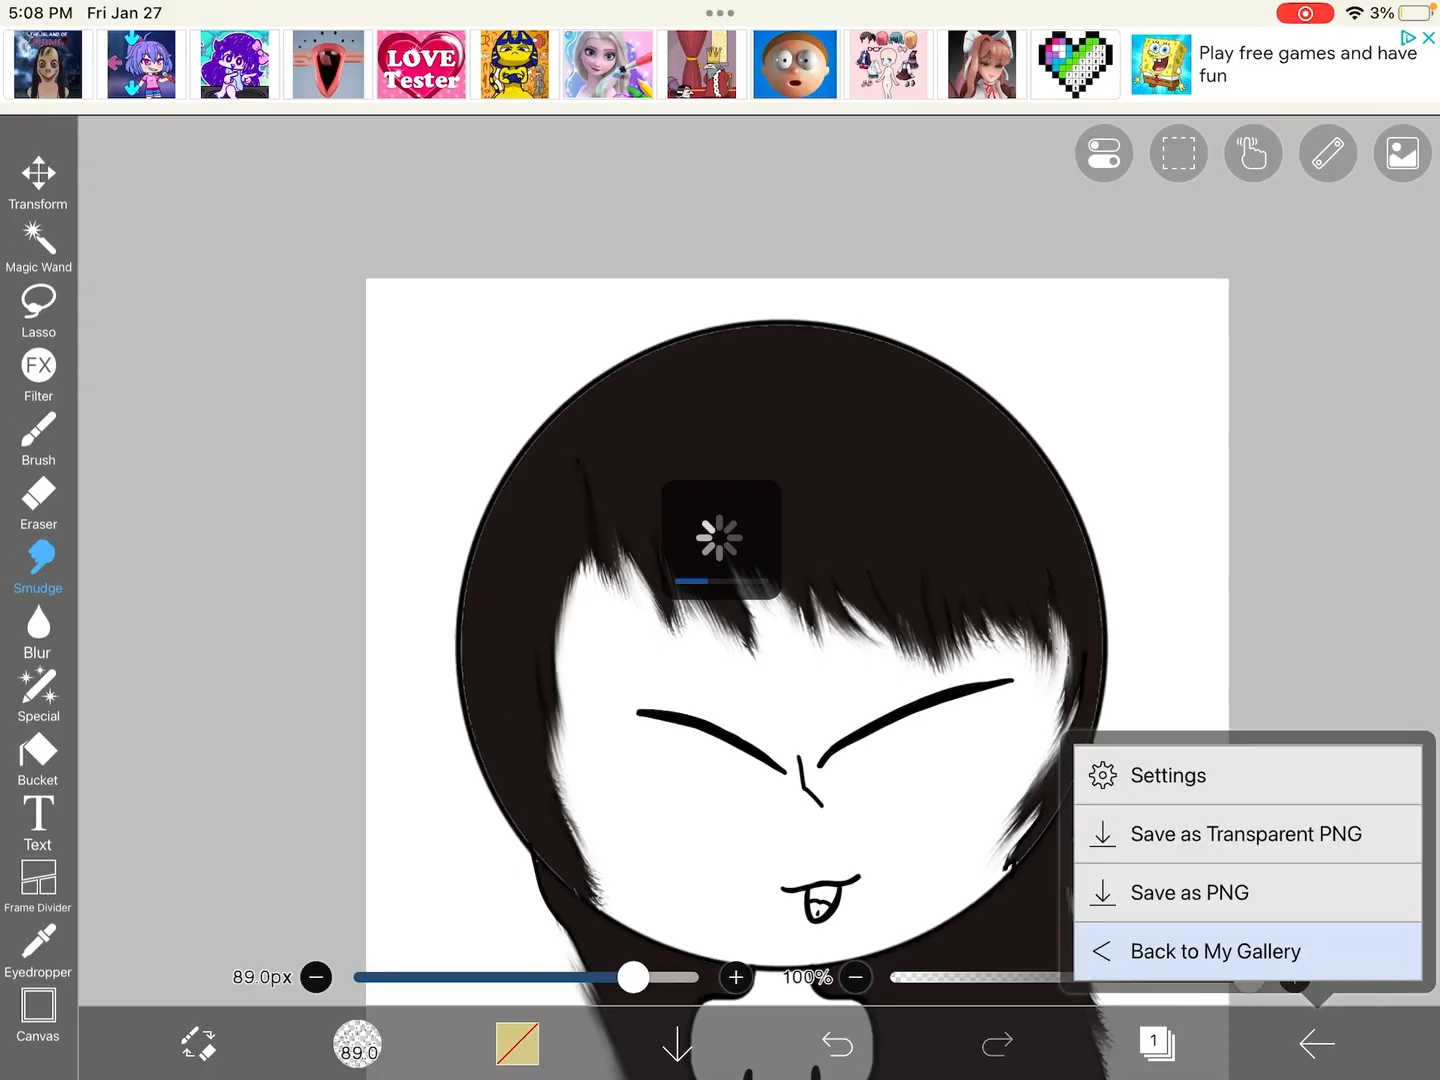 5:08 PM Fri Jan 27
3%
LOVE
Tester
Play free games and have
fun
Transform
Magic Wand
Lasso
FX
Filter
Brush
Eraser
Smudge
Blur
Special
Bucket
T
Text
Frame Divider
Eyedropper
Canvas
Settings
Save as Transparent PNG
Save as PNG
Back to My Gallery
89.0px
100%
89.0
1